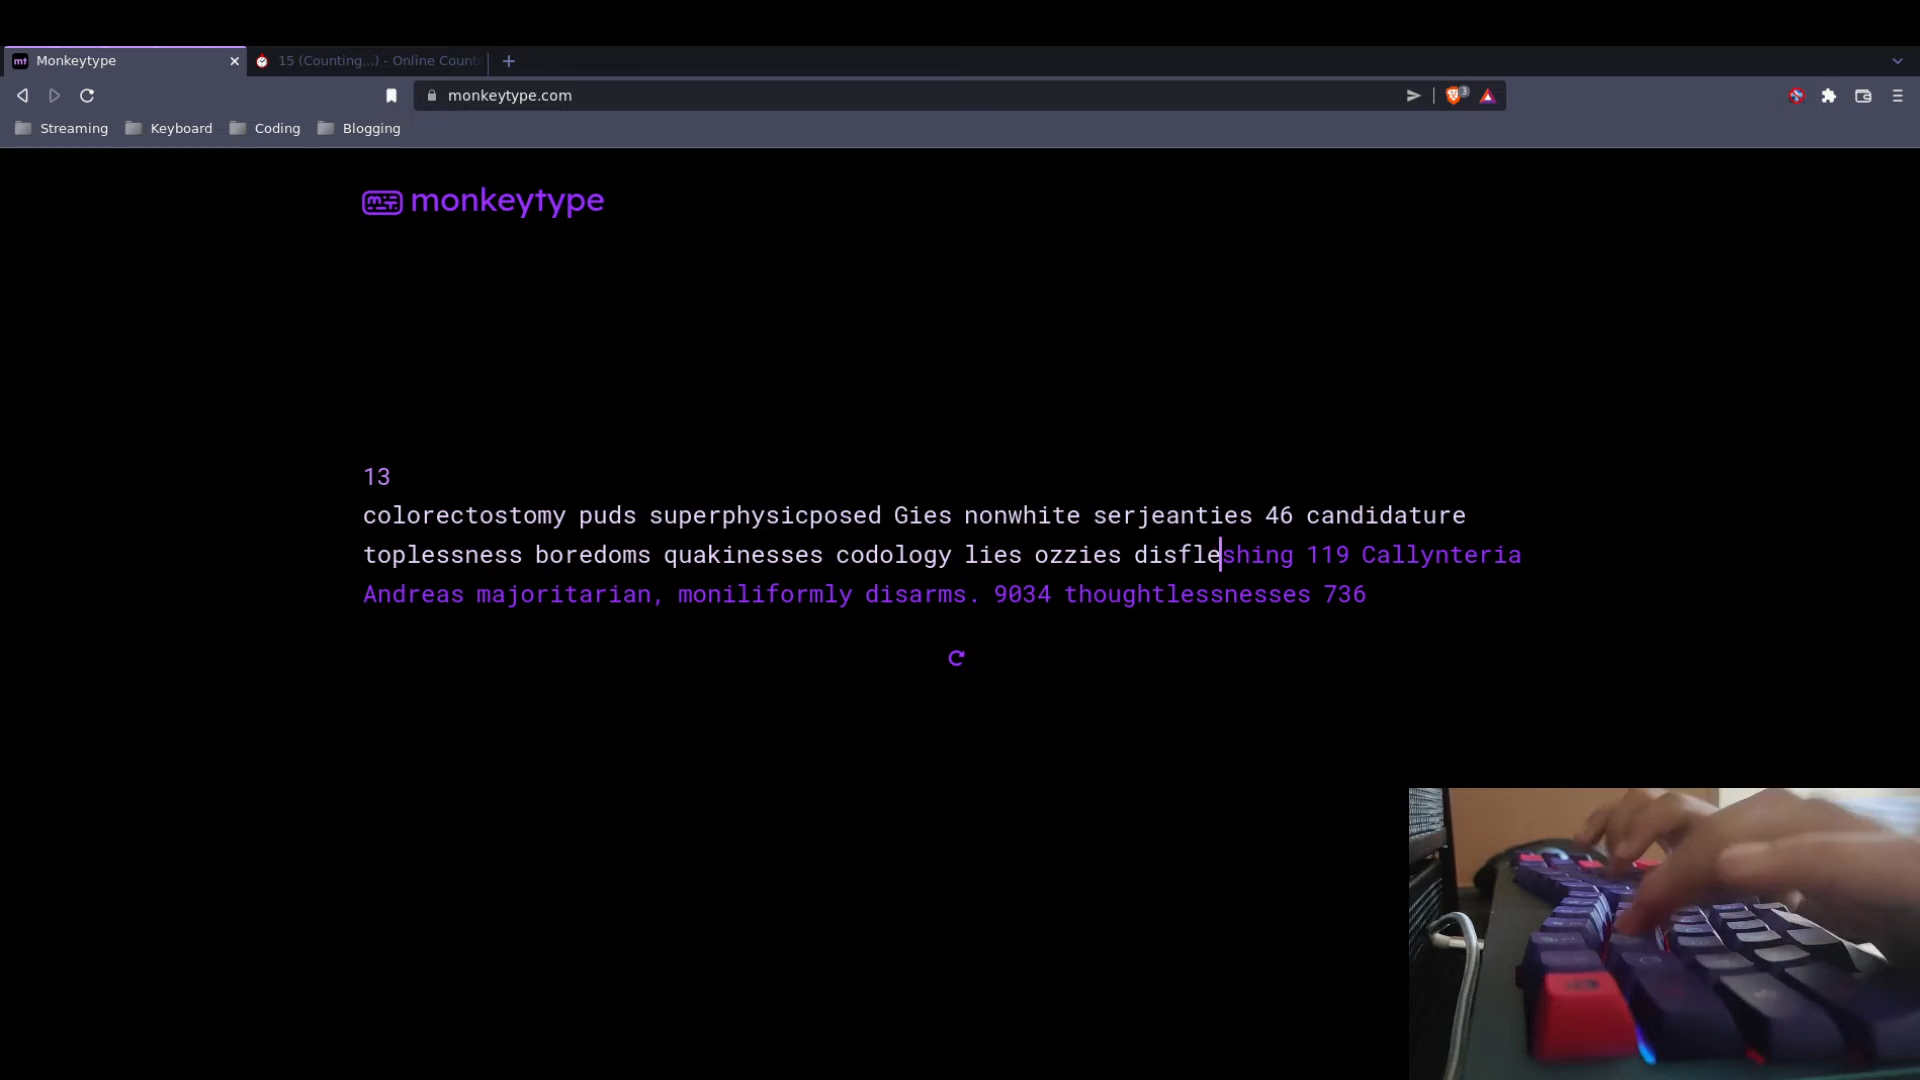 Monkeytype
15 (Counting...) - Online Count
monkeytype.com
3
Streaming
Keyboard
Coding
Blogging
monkeytype
13
colorectostomy puds superphysicposed Gies nonwhite serjeanties 46 candidature
toplessness boredoms quakinesses codology lies ozzies disfleshing 119 Callynteria
Andreas majoritarian, moniliformly disarms. 9034 thoughtlessnesses 736